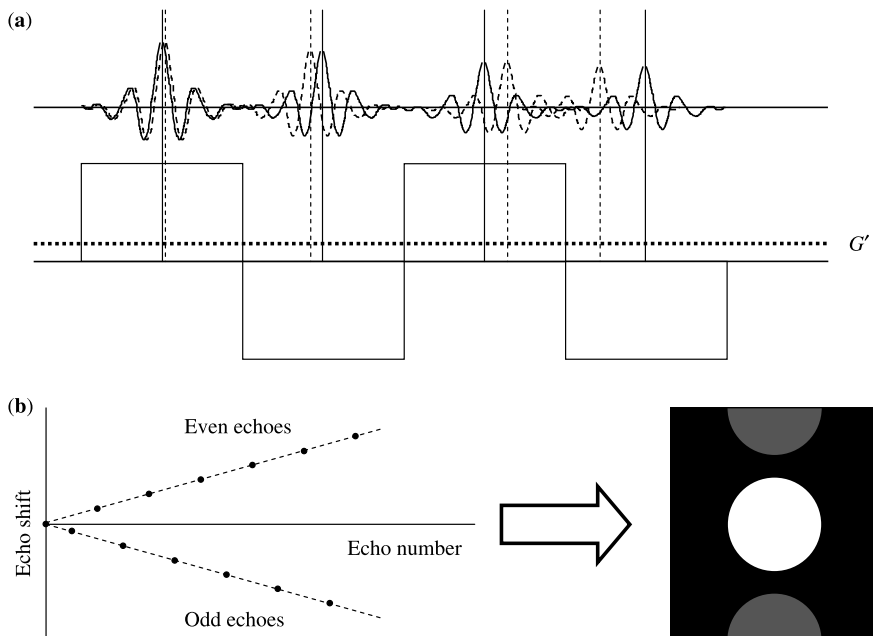 (a)
G′
(b)
Even echoes
Echo shift
Echo number
Odd echoes